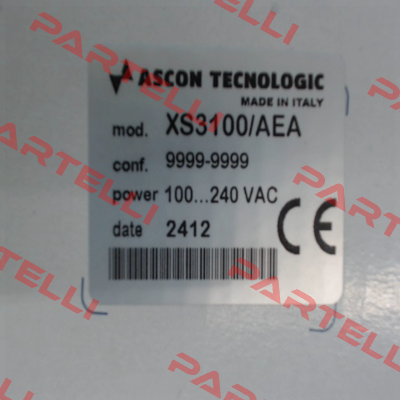 ASCON TECNOLOGIC
MADE IN ITALY
mod. XS3100/AEA
conf. 9999-9999
power 100...240 VAC
date 2412
CE
PARTELLI
PARTELLI
PARTELLI
PARTELLI